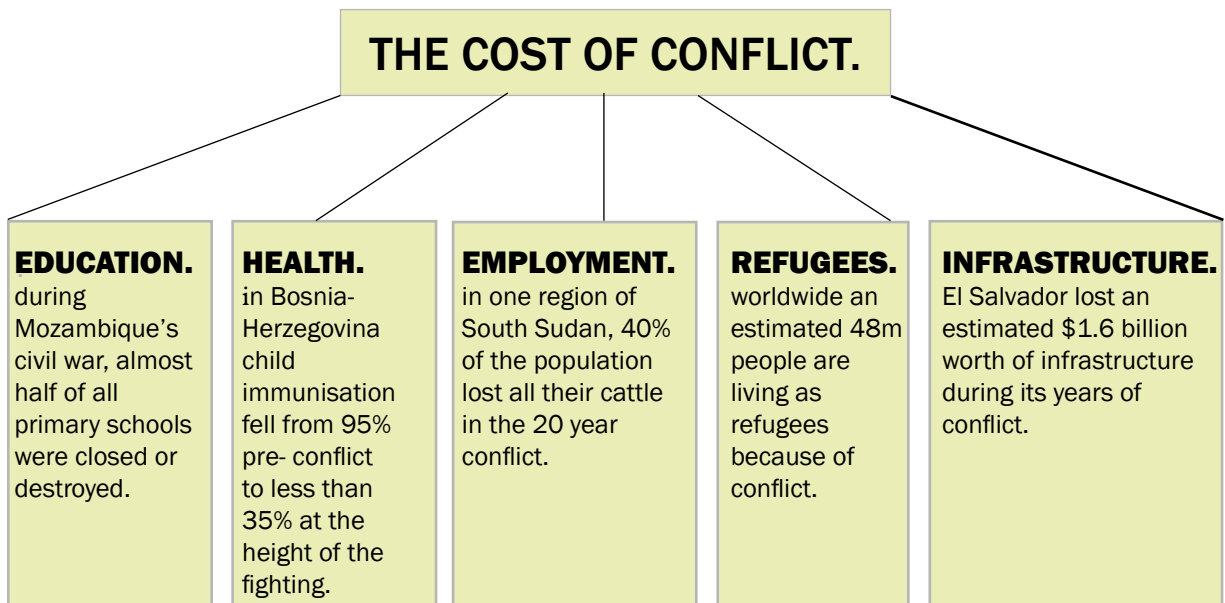 THE COST OF CONFLICT.
EDUCATION.
during
Mozambique's
civil war, almost
half of all
primary schools
were closed or
destroyed.
HEALTH.
in Bosnia-
Herzegovina
child
immunisation
fell from 95%
pre- conflict
to less than
35% at the
height of the
fighting.
EMPLOYMENT.
in one region of
South Sudan, 40%
of the population
lost all their cattle
in the 20 year
conflict.
REFUGEES.
worldwide an
estimated 48m
people are
living as
refugees
because of
conflict.
INFRASTRUCTURE.
El Salvador lost an
estimated $1.6 billion
worth of infrastructure
during its years of
conflict.